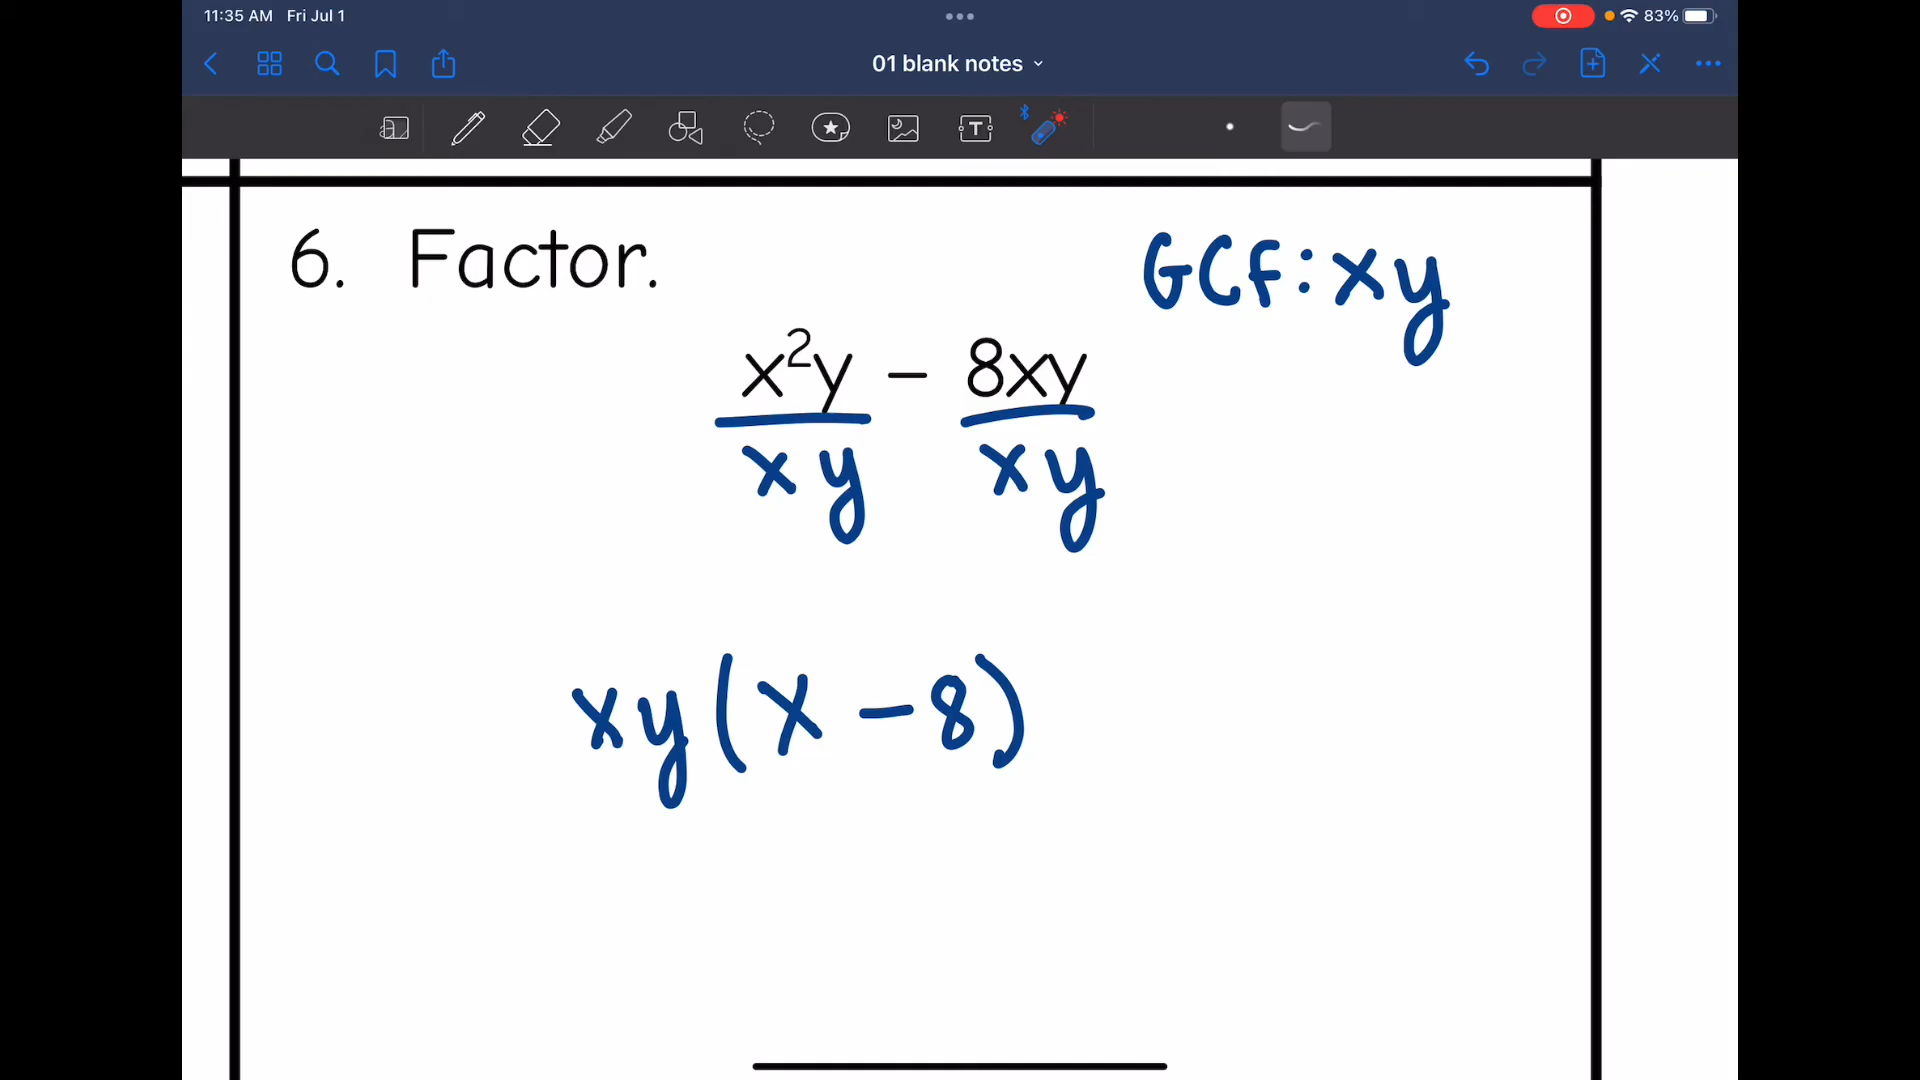 11:35 AM Fri Jul 1
83%
01 blank notes
6. Factor.
GCF: xy
x²y − 8xy
xy xy
xy(x − 8)